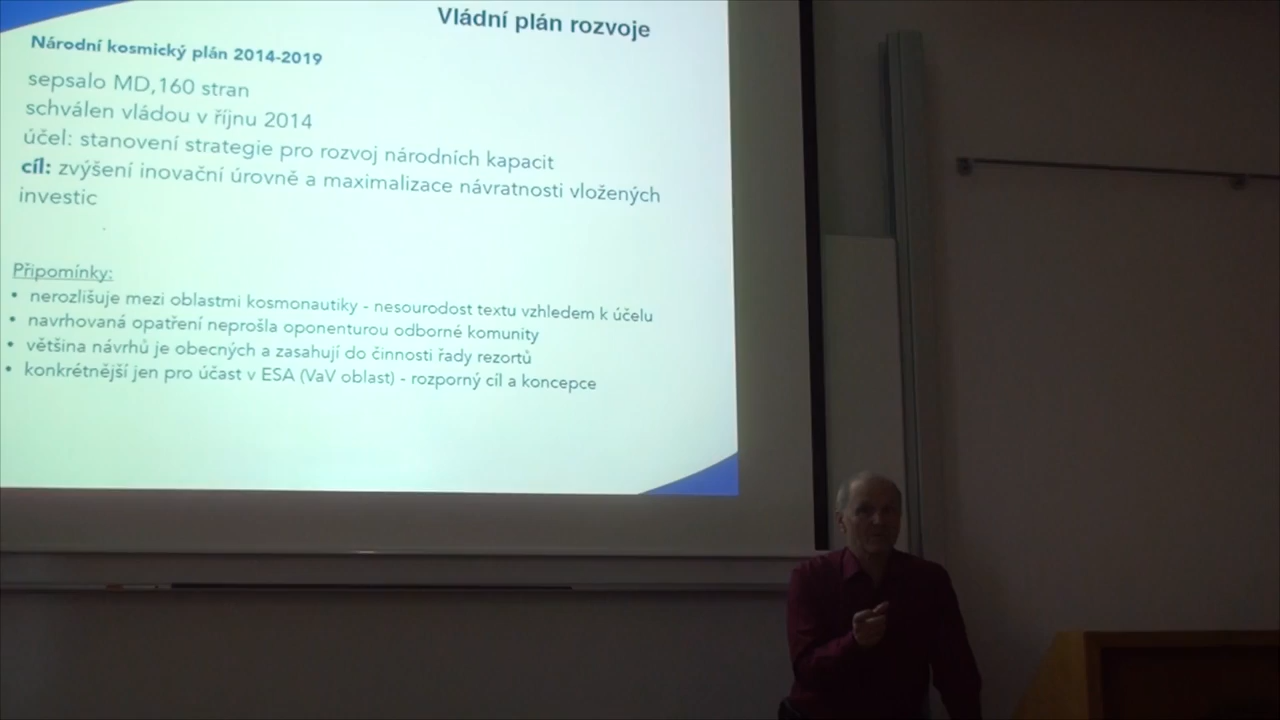 Vládní plán rozvoje
Národní kosmický plán 2014-2019
sepsalo MD,160 stran
schválen vládou v říjnu 2014
účel: stanovení strategie pro rozvoj národních kapacit
cíl: zvýšení inovační úrovně a maximalizace návratnosti vložených
investic
Připomínky:
• nerozlišuje mezi oblastmi kosmonautiky - nesourodost textu vzhledem k účelu
• navrhovaná opatření neprošla oponenturou odborné komunity
• většina návrhů je obecných a zasahují do činnosti řady rezortů
• konkrétnější jen pro účast v ESA (VaV oblast) - rozporný cíl a koncepce